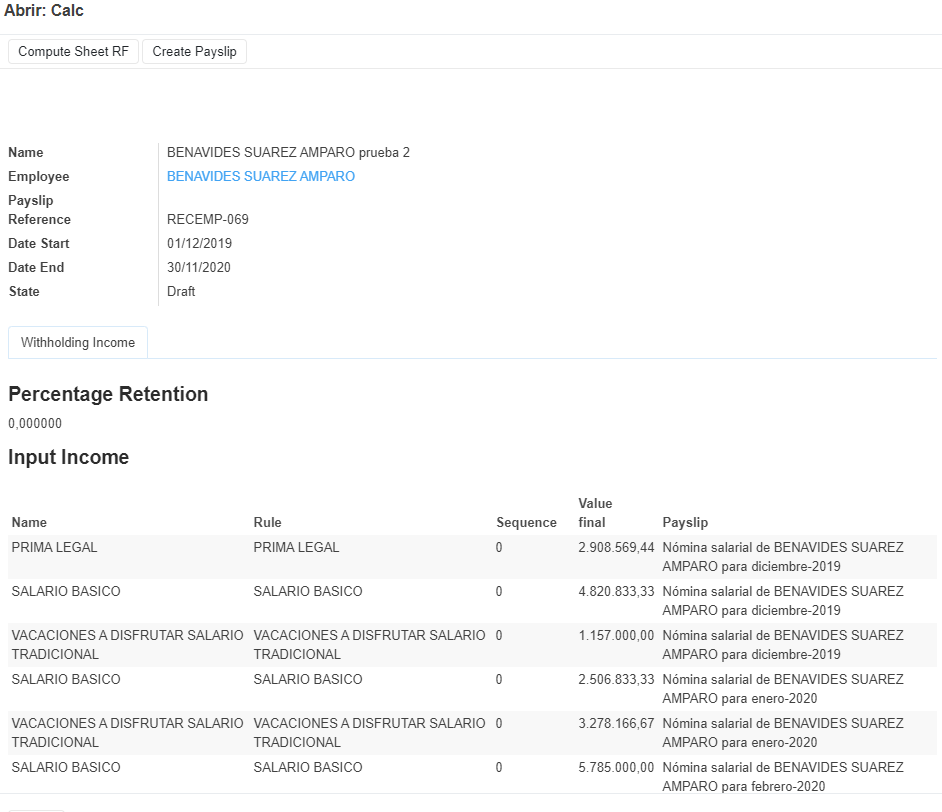 Abrir: Calc
Compute Sheet RF Create Payslip
Name BENAVIDES SUAREZ AMPARO prueba 2
Employee BENAVIDES SUAREZ AMPARO
Payslip
Reference RECEMP-069
Date Start 01/12/2019
Date End 30/11/2020
State Draft
Withholding Income
Percentage Retention
0,000000
Input Income
Value
Name Rule Sequence final Payslip
PRIMA LEGAL PRIMA LEGAL 0 2.908.569,44 Nómina salarial de BENAVIDES SUAREZ
AMPARO para diciembre-2019
SALARIO BASICO SALARIO BASICO 0 4.820.833,33 Nómina salarial de BENAVIDES SUAREZ
AMPARO para diciembre-2019
VACACIONES A DISFRUTAR SALARIO VACACIONES A DISFRUTAR SALARIO 0 1.157.000,00 Nómina salarial de BENAVIDES SUAREZ
TRADICIONAL TRADICIONAL AMPARO para diciembre-2019
SALARIO BASICO SALARIO BASICO 0 2.506.833,33 Nómina salarial de BENAVIDES SUAREZ
AMPARO para enero-2020
VACACIONES A DISFRUTAR SALARIO VACACIONES A DISFRUTAR SALARIO 0 3.278.166,67 Nómina salarial de BENAVIDES SUAREZ
TRADICIONAL TRADICIONAL AMPARO para enero-2020
SALARIO BASICO SALARIO BASICO 0 5.785.000,00 Nómina salarial de BENAVIDES SUAREZ
AMPARO para febrero-2020